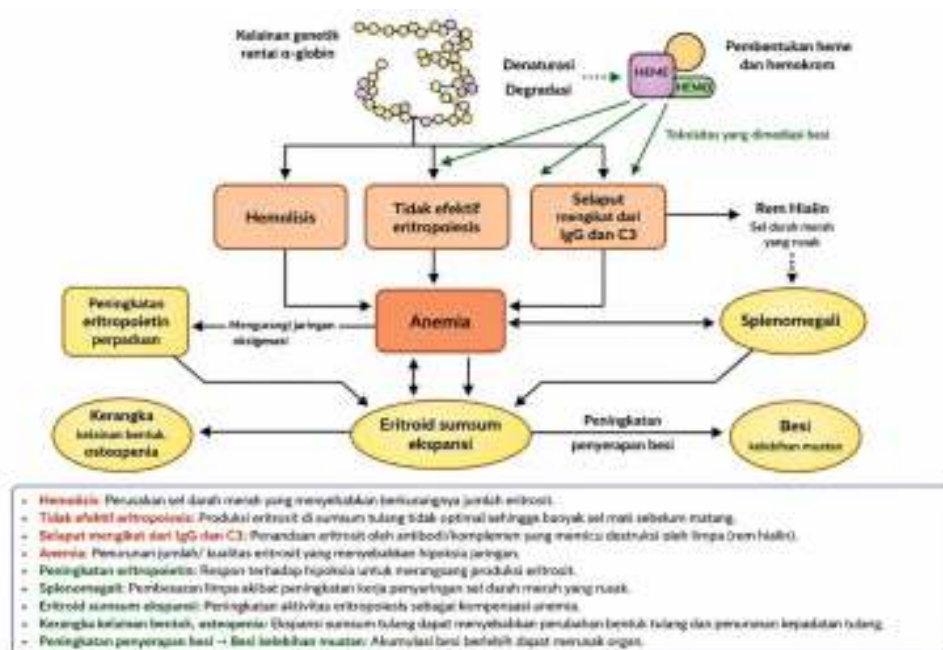 Kelainan genetik
rantai α-globin
Denaturasi
Degradasi
HEME
HEMO
Pembentukan heme
dan hemokrom
Toksisitas yang dimediasi besi
Hemolisis
Tidak efektif
eritropoiesis
Selaput
mengikat dari
IgG dan C3
Rem Hialin
Sel darah merah
yang rusak
Peningkatan
eritropoietin
perpaduan
Mengurangi jaringan
oksigenasi
Anemia
Splenomegali
Kerangka
kelainan bentuk,
osteopenia
Eritroid sumsum
ekspansi
Peningkatan
penyerapan besi
Besi
kelebihan muatan
• Hemolisis: Perusakan sel darah merah yang menyebabkan berkurangnya jumlah eritrosit.
• Tidak efektif eritropoiesis: Produksi eritrosit di sumsum tulang tidak optimal sehingga banyak sel mati sebelum matang.
• Selaput mengikat dari IgG dan C3: Penandaan eritrosit oleh antibodi/komplemen yang memicu destruksi oleh limpa (rem hialin).
• Anemia: Penurunan jumlah/ kualitas eritrosit yang menyebabkan hipoksia jaringan.
• Peningkatan eritropoietin: Respon terhadap hipoksia untuk merangsang produksi eritrosit.
• Splenomegali: Pembesaran limpa akibat peningkatan kerja penyaringan sel darah merah yang rusak.
• Eritroid sumsum ekspansi: Peningkatan aktivitas eritropoiesis sebagai kompensasi anemia.
• Kerangka kelainan bentuk, osteopenia: Ekspansi sumsum tulang dapat menyebabkan perubahan bentuk tulang dan penurunan kepadatan tulang.
• Peningkatan penyerapan besi → Besi kelebihan muatan: Akumulasi besi berlebih dapat merusak organ.